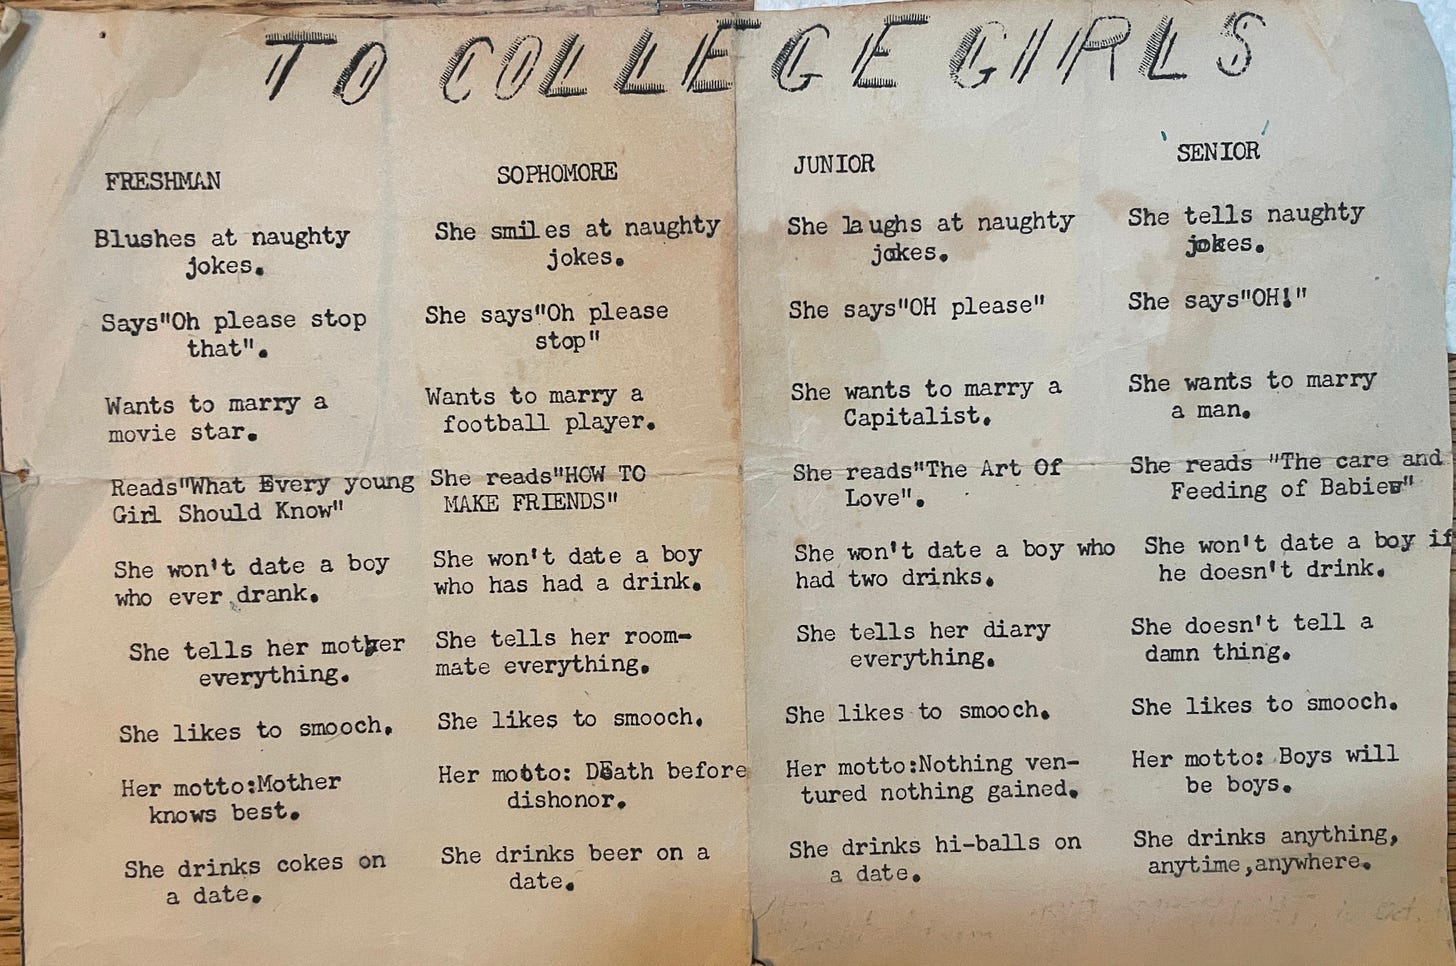 TO COLLEGE GIRLS
FRESHMAN
Blushes at naughty
jokes.
Says"Oh please stop
that".
Wants to marry a
movie star.
Reads"What Every young
Girl Should Know"
She won't date a boy
who ever drank.
She tells her mother
everything.
She likes to smooch.
Her motto:Mother
knows best.
She drinks cokes on
a date.
SOPHOMORE
She smiles at naughty
jokes.
She says"Oh please
stop"
Wants to marry a
football player.
She reads"HOW TO
MAKE FRIENDS"
She won't date a boy
who has had a drink.
She tells her room-
mate everything.
She likes to smooch.
Her motto: DEath before
dishonor.
She drinks beer on a
date.
JUNIOR
She laughs at naughty
jokes.
She says"OH please"
She wants to marry a
Capitalist.
She reads"The Art Of
Love".
She won't date a boy who
had two drinks.
She tells her diary
everything.
She likes to smooch.
Her motto:Nothing ven-
tured nothing gained.
She drinks hi-balls on
a date.
SENIOR
She tells naughty
jokes.
She says"OH!"
She wants to marry
a man.
She reads "The care and
Feeding of Babies"
She won't date a boy if
he doesn't drink.
She doesn't tell a
damn thing.
She likes to smooch.
Her motto: Boys will
be boys.
She drinks anything,
anytime,anywhere.